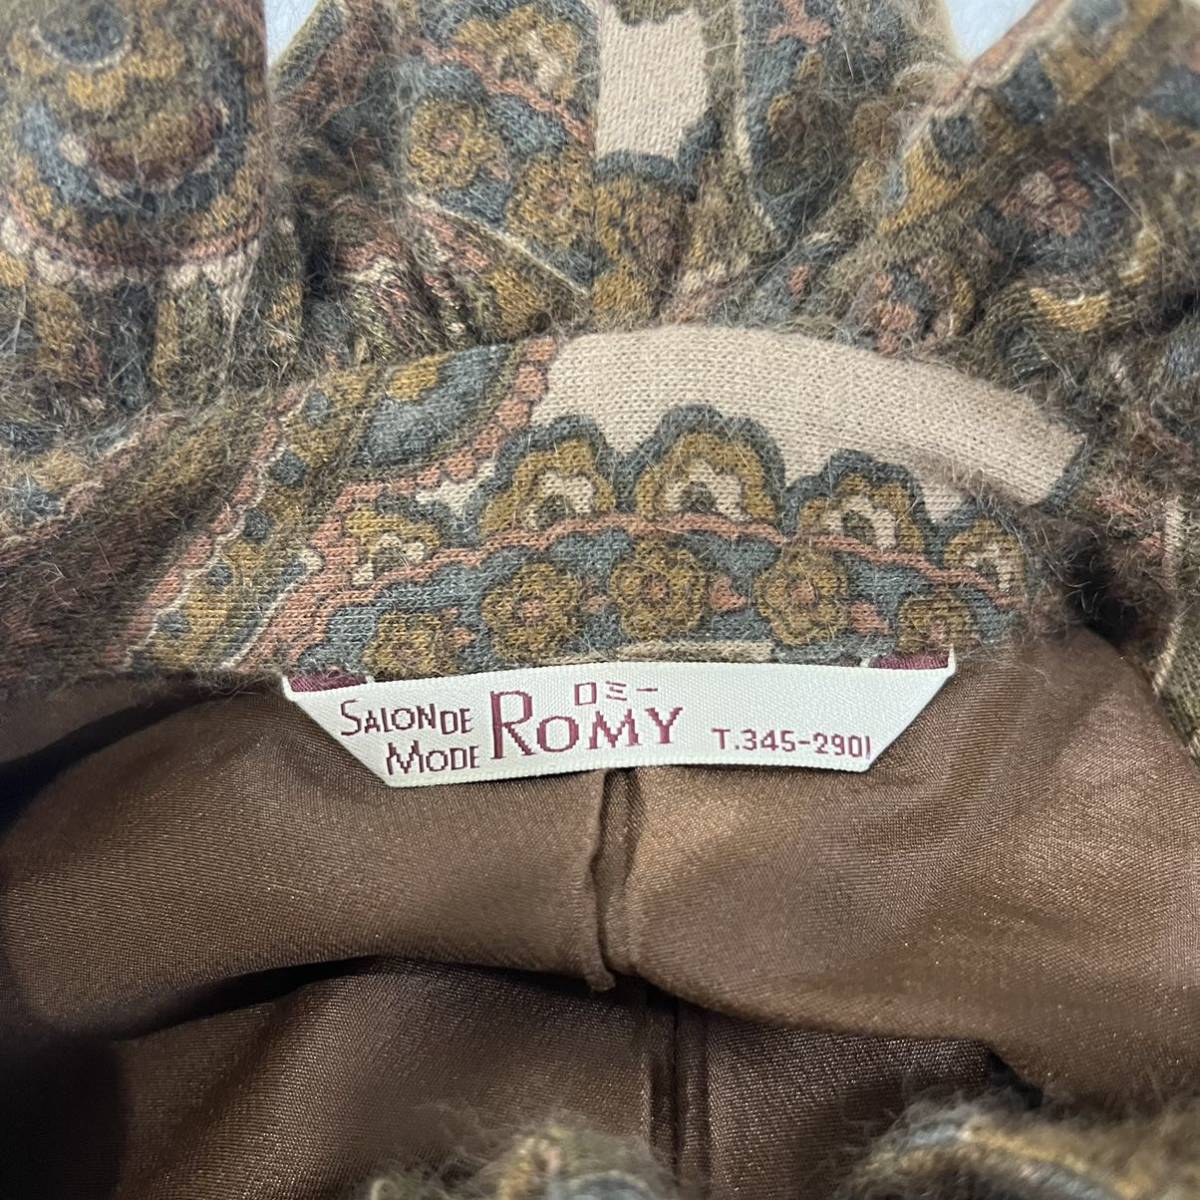 SALON DE
MODE
ロミー
ROMY
T.345-2901